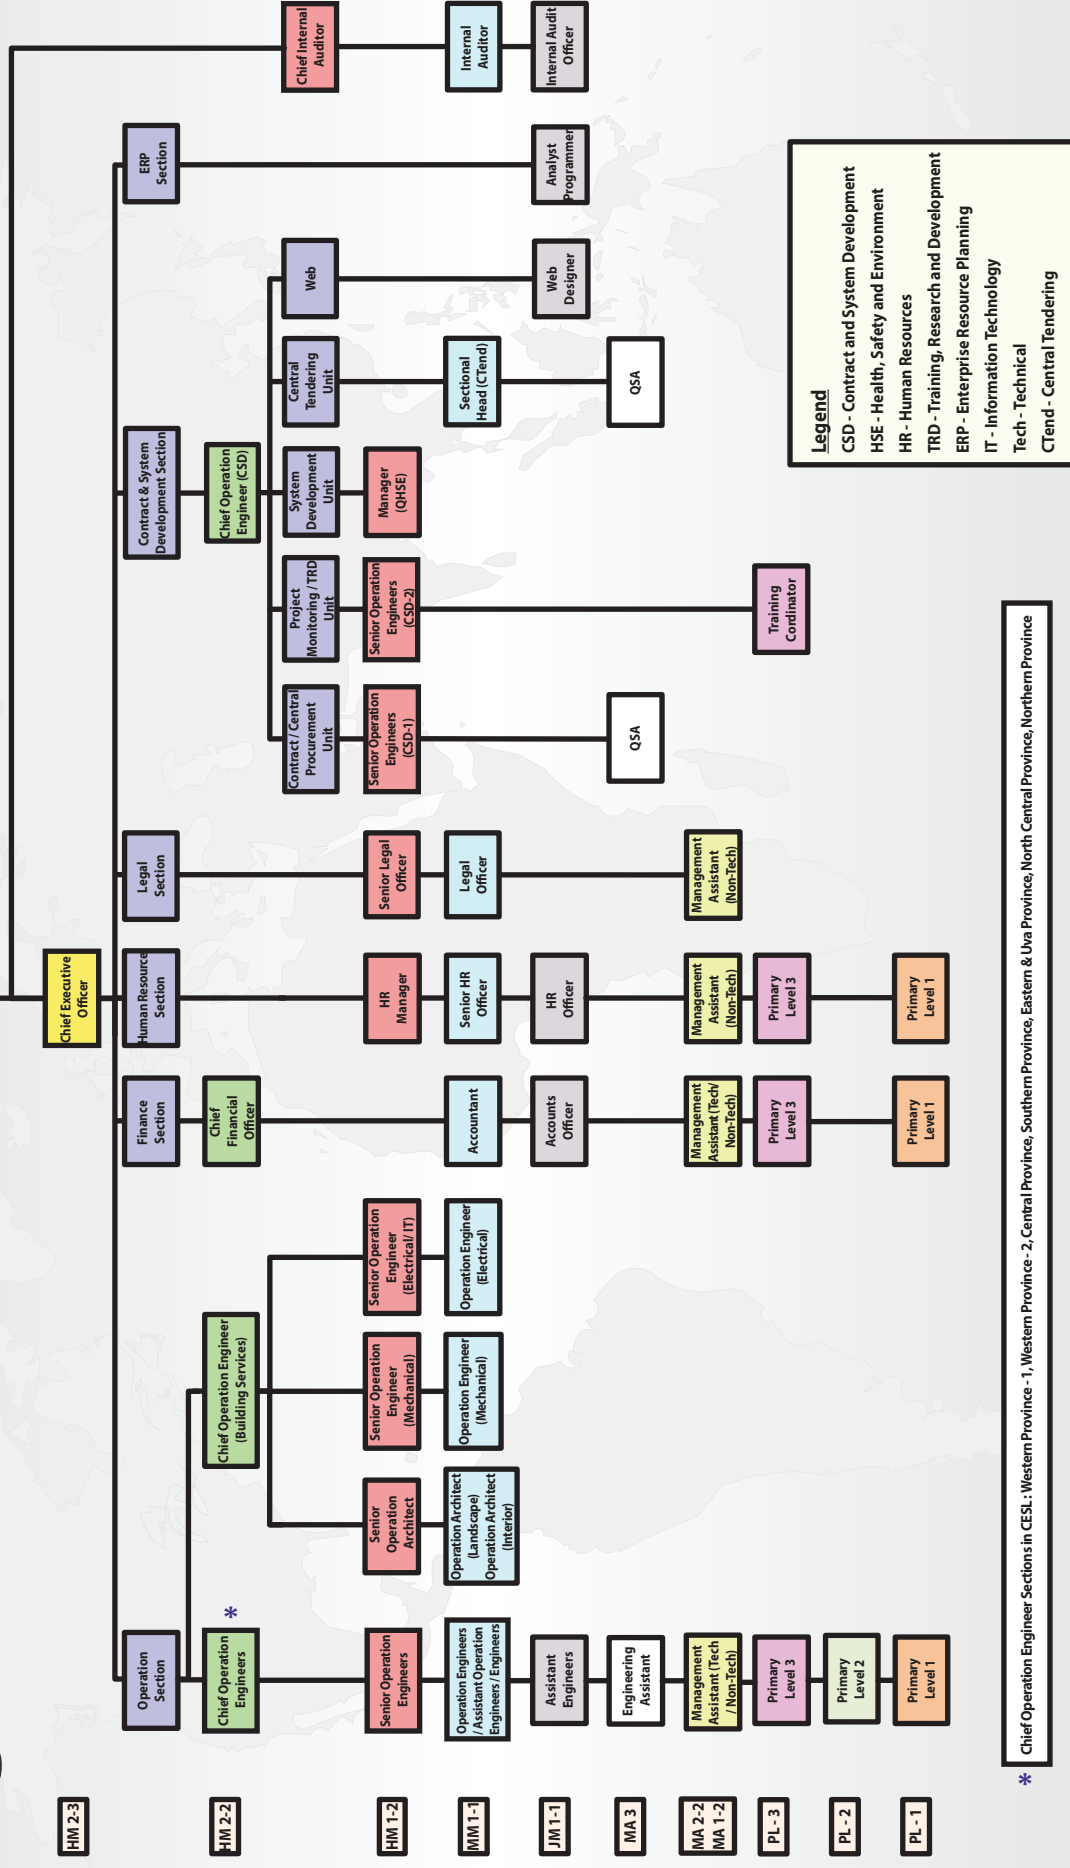 HM 2-3
Chief Executive
Officer
Operation
Section
Finance
Section
Human Resource
Section
Legal
Section
Contract & System
Development Section
ERP
Section
HM 2-2
Chief Operation
Engineers
*
Chief Operation Engineer
(Building Services)
Chief
Financial
Officer
Chief Operation
Engineer (CSD)
Contract / Central
Procurement
Unit
Project
Monitoring / TRD
Unit
System
Development
Unit
Central
Tendering
Unit
Web
Chief Internal
Auditor
HM 1-2
Senior Operation
Engineers
Senior
Operation
Architect
Senior Operation
Engineer
(Mechanical)
Senior Operation
Engineer
(Electrical/ IT)
HR
Manager
Senior Legal
Officer
Senior Operation
Engineers
(CSD-1)
Senior Operation
Engineers
(CSD-2)
Manager
(QHSE)
MM 1-1
Operation Engineers
/ Assistant Operation
Engineers / Engineers
Operation Architect
(Landscape)
Operation Architect
(Interior)
Operation Engineer
(Mechanical)
Operation Engineer
(Electrical)
Accountant
Senior HR
Officer
Legal
Officer
Sectional
Head (CTend)
Internal
Auditor
JM 1-1
Assistant
Engineers
Accounts
Officer
HR
Officer
Web
Designer
Analyst
Programmer
Internal Audit
Officer
MA 3
Engineering
Assistant
QSA
QSA
MA 2-2
MA 1-2
Management
Assistant (Tech
/ Non-Tech)
Management
Assistant (Tech/
Non-Tech)
Management
Assistant
(Non-Tech)
Management
Assistant
(Non-Tech)
PL - 3
Primary
Level 3
Primary
Level 3
Primary
Level 3
Training
Cordinator
PL - 2
Primary
Level 2
PL - 1
Primary
Level 1
Primary
Level 1
Primary
Level 1
Legend
CSD - Contract and System Development
HSE - Health, Safety and Environment
HR - Human Resources
TRD - Training, Research and Development
ERP - Enterprise Resource Planning
IT - Information Technology
Tech - Technical
CTend - Central Tendering
* Chief Operation Engineer Sections in CESL : Western Province - 1, Western Province - 2, Central Province, Southern Province, Eastern & Uva Province, North Central Province, Northern Province